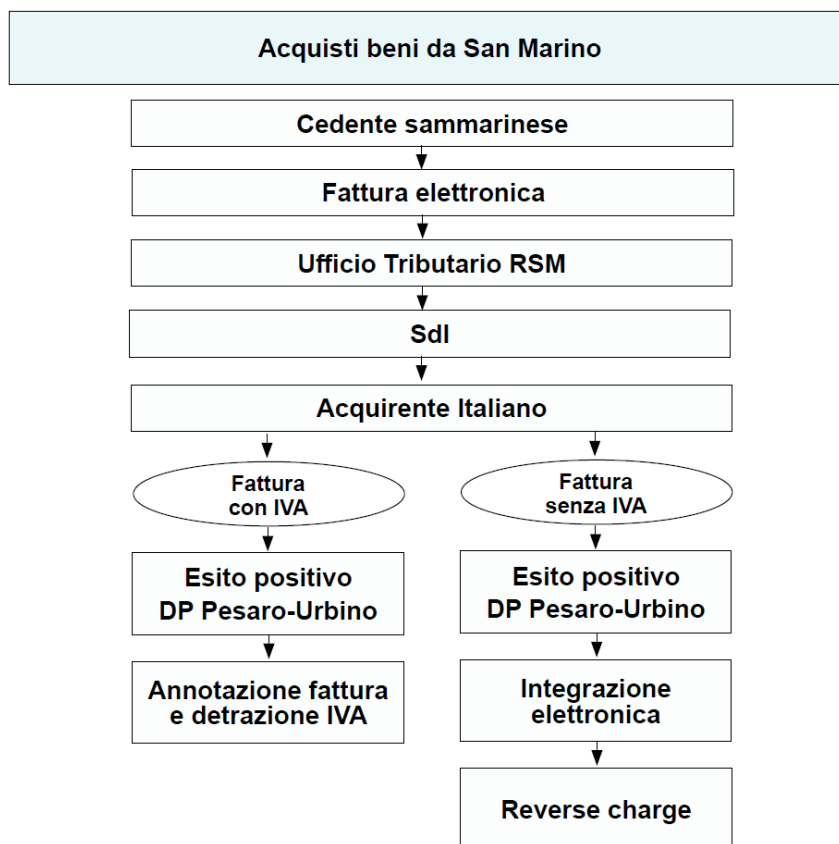 Acquisti beni da San Marino
Cedente sammarinese
Fattura elettronica
Ufficio Tributario RSM
SdI
Acquirente Italiano
Fattura
con IVA
Fattura
senza IVA
Esito positivo
DP Pesaro-Urbino
Esito positivo
DP Pesaro-Urbino
Annotazione fattura
e detrazione IVA
Integrazione
elettronica
Reverse charge